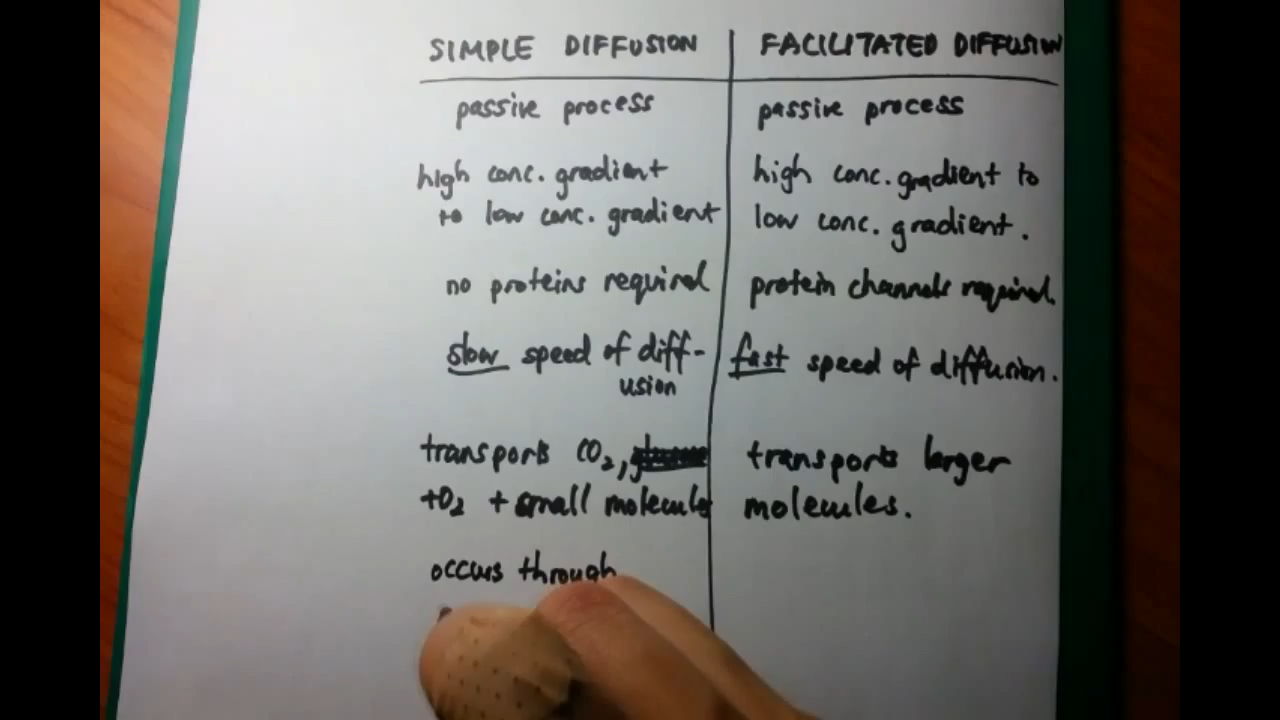 SIMPLE DIFFUSION
FACILITATED DIFFUSION
passive process
passive process
high conc. gradient
to low conc. gradient
high conc. gradient to
low conc. gradient.
no proteins required
protein channels required.
slow speed of diff-
usion
fast speed of diffusion.
transports CO₂,
+O₂ + small molecules
transports larger
molecules.
occurs through